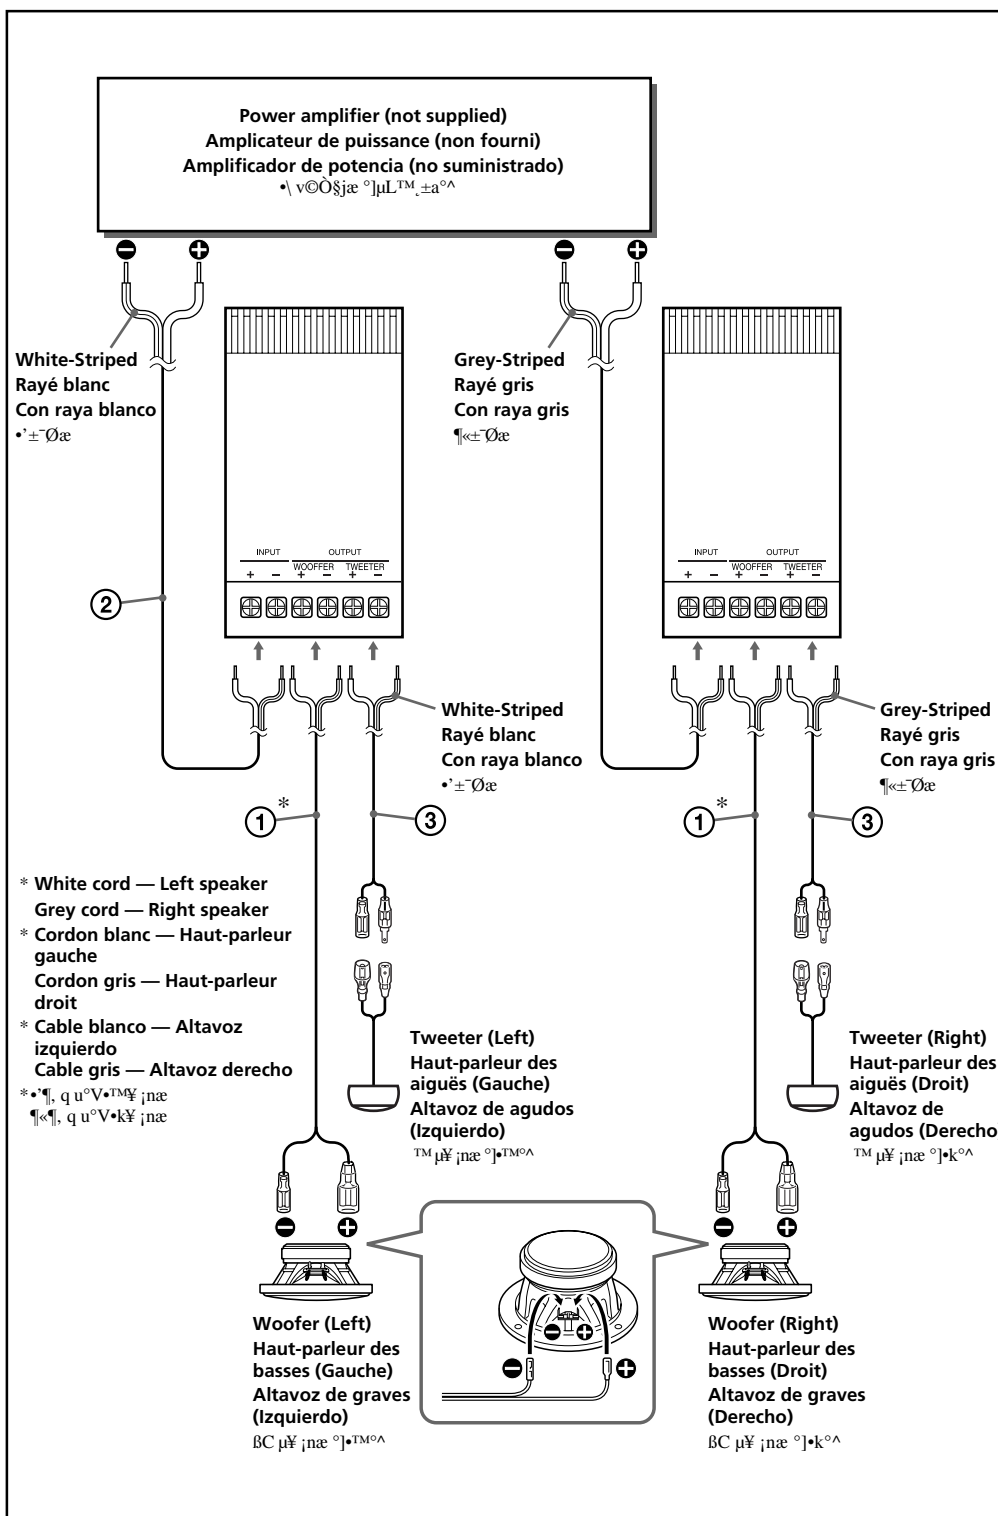 Power amplifier (not supplied)
Amplicateur de puissance (non fourni)
Amplificador de potencia (no suministrado)
White-Striped
Rayé blanc
Con raya blanco
Grey-Striped
Rayé gris
Con raya gris
INPUT OUTPUT
WOOFFER TWEETER
+ − + − + −
INPUT OUTPUT
WOOFFER TWEETER
+ − + − + −
②
White-Striped
Rayé blanc
Con raya blanco
Grey-Striped
Rayé gris
Con raya gris
① *
③
① *
③
* White cord — Left speaker
Grey cord — Right speaker
* Cordon blanc — Haut-parleur
gauche
Cordon gris — Haut-parleur
droit
* Cable blanco — Altavoz
izquierdo
Cable gris — Altavoz derecho
Tweeter (Left)
Haut-parleur des
aiguës (Gauche)
Altavoz de agudos
(Izquierdo)
Tweeter (Right)
Haut-parleur des
aiguës (Droit)
Altavoz de
agudos (Derecho
Woofer (Left)
Haut-parleur des
basses (Gauche)
Altavoz de graves
(Izquierdo)
Woofer (Right)
Haut-parleur des
basses (Droit)
Altavoz de graves
(Derecho)